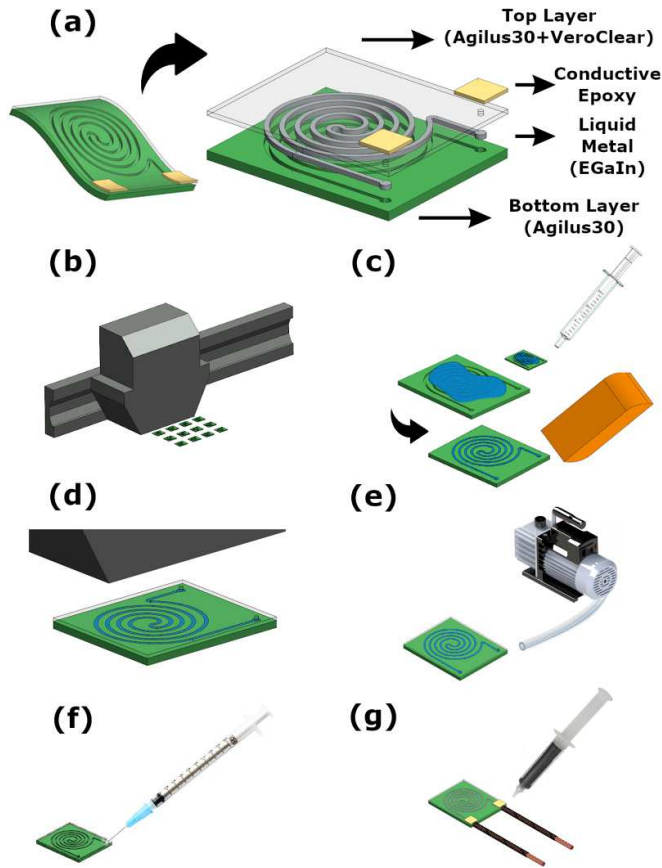 (a)
Top Layer
(Agilus30+VeroClear)
Conductive
Epoxy
Liquid
Metal
(EGaIn)
Bottom Layer
(Agilus30)
(b)
(c)
(d)
(e)
(f)
(g)